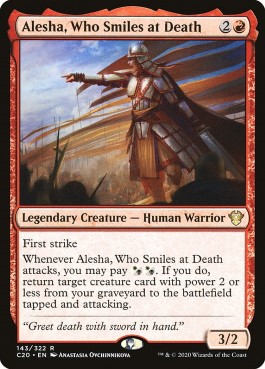 Alesha, Who Smiles at Death 2
Legendary Creature — Human Warrior
First strike
Whenever Alesha, Who Smiles at Death
attacks, you may pay . If you do,
return target creature card with power 2 or
less from your graveyard to the battlefield
tapped and attacking.
“Greet death with sword in hand.”
3/2
143/322 R
C20 • EN Anastasia Ovchinnikova
™ & © 2020 Wizards of the Coast